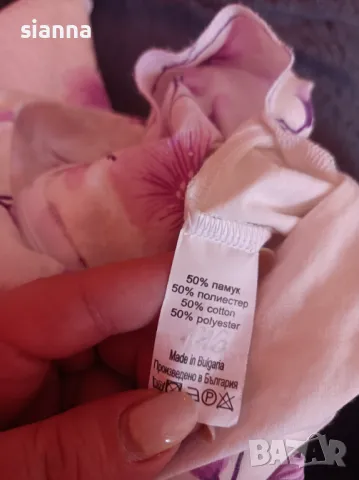 sianna
50% памук
50% полиестер
50% cotton
50% polyester
Made in Bulgaria
Произведено в България
BAZAR